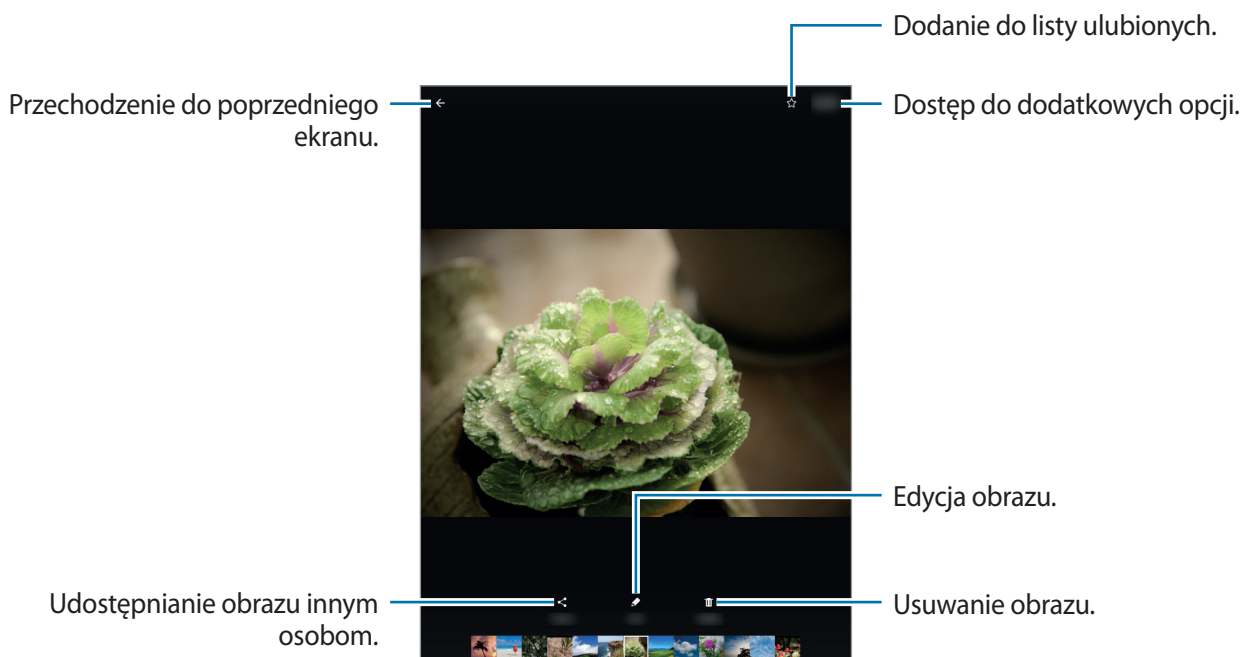 Dodanie do listy ulubionych.
Przechodzenie do poprzedniego
ekranu.
Dostęp do dodatkowych opcji.
Edycja obrazu.
Udostępnianie obrazu innym
osobom.
Usuwanie obrazu.